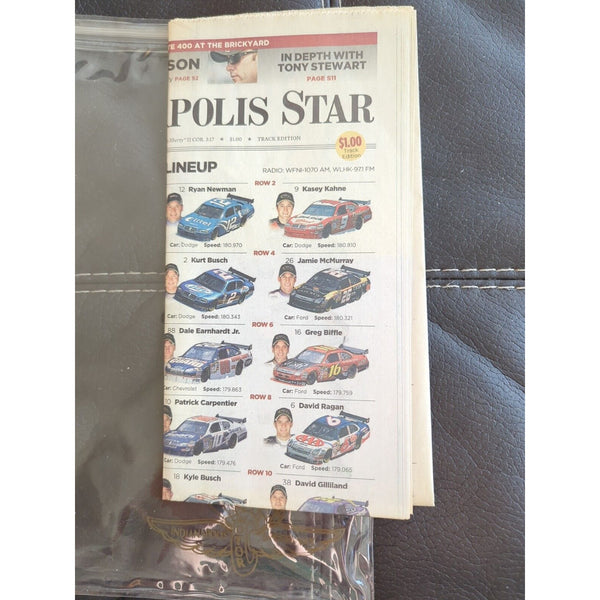 TE 400 AT THE BRICKYARD
SON
PAGE S2
IN DEPTH WITH
TONY STEWART
PAGE S11
POLIS STAR
"II COR. 3:17 ★ $1.00 ★ TRACK EDITION
$1.00
Track
Edition
LINEUP
RADIO: WFNI-1070 AM, WLHK-97.1 FM
ROW 2
12 Ryan Newman
9 Kasey Kahne
Car: Dodge Speed: 180.970
Car: Dodge Speed: 180.810
ROW 4
2 Kurt Busch
26 Jamie McMurray
Car: Dodge Speed: 180.343
Car: Ford Speed: 180.321
ROW 6
88 Dale Earnhardt Jr.
16 Greg Biffle
Car: Chevrolet Speed: 179.863
Car: Ford Speed: 179.759
ROW 8
10 Patrick Carpentier
6 David Ragan
Car: Dodge Speed: 179.476
Car: Ford Speed: 179.065
ROW 10
18 Kyle Busch
38 David Gilliland